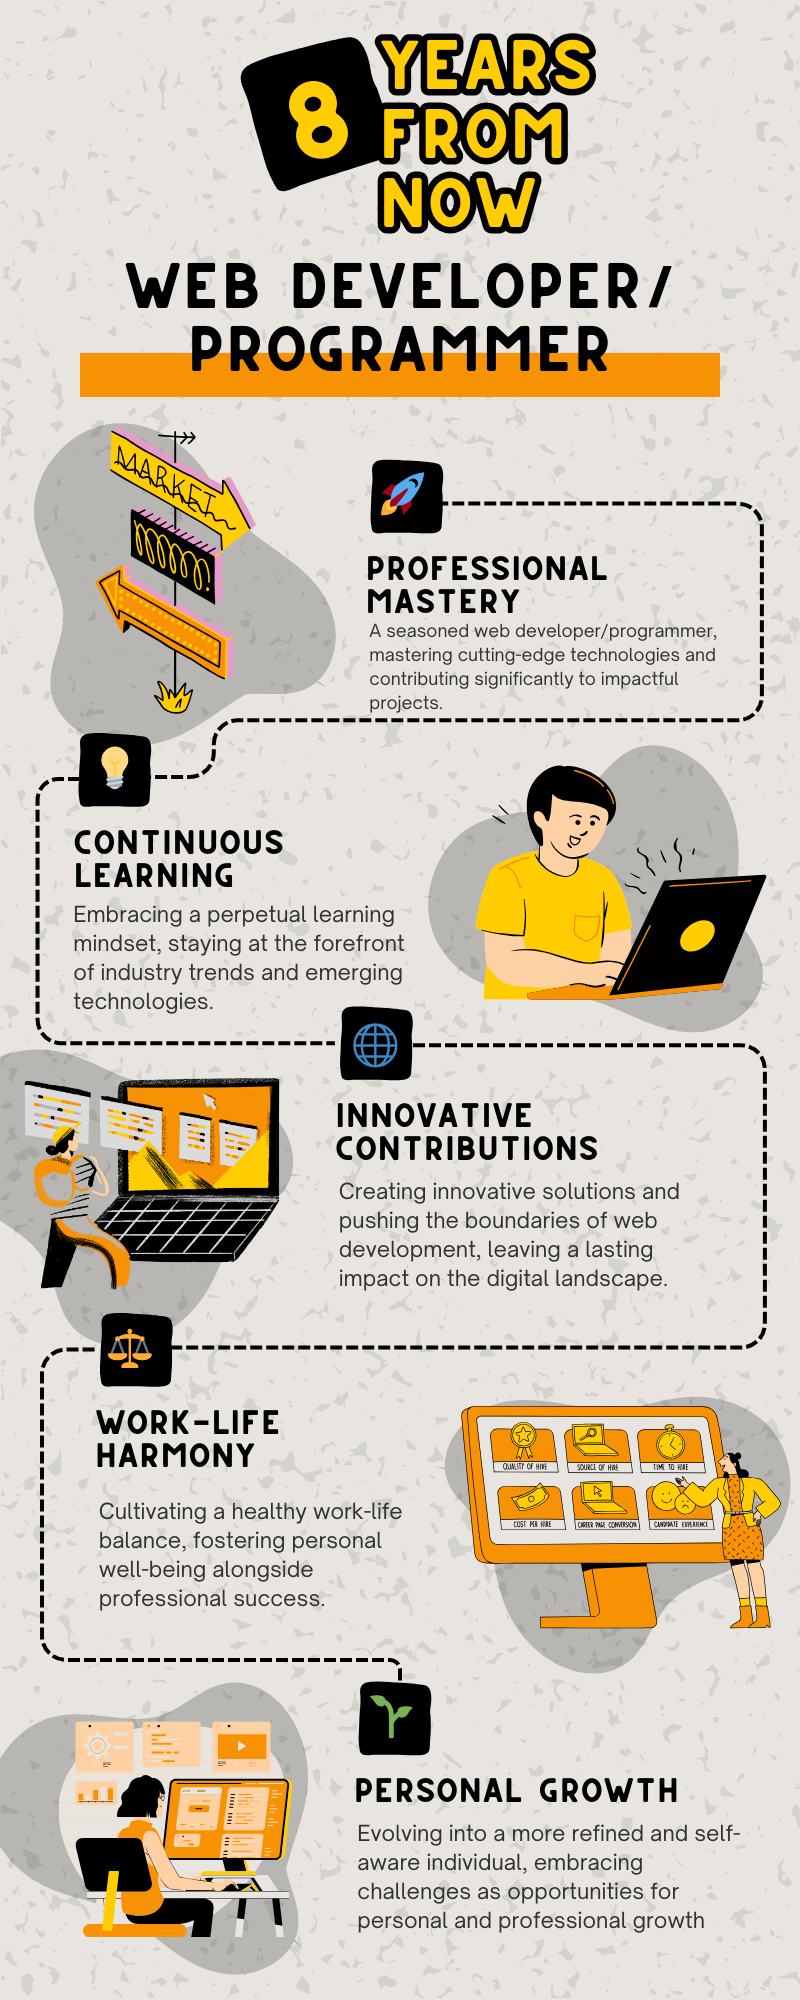 8
YEARS
FROM
NOW
WEB DEVELOPER/
PROGRAMMER
MARKET
PROFESSIONAL
MASTERY
A seasoned web developer/programmer,
mastering cutting-edge technologies and
contributing significantly to impactful
projects.
CONTINUOUS
LEARNING
Embracing a perpetual learning
mindset, staying at the forefront
of industry trends and emerging
technologies.
INNOVATIVE
CONTRIBUTIONS
Creating innovative solutions and
pushing the boundaries of web
development, leaving a lasting
impact on the digital landscape.
WORK-LIFE
HARMONY
Cultivating a healthy work-life
balance, fostering personal
well-being alongside
professional success.
QUALITY OF HIRE
SOURCE OF HIRE
TIME TO HIRE
COST PER HIRE
CAREER PAGE CONVERSION
CANDIDATE EXPERIENCE
PERSONAL GROWTH
Evolving into a more refined and self-
aware individual, embracing
challenges as opportunities for
personal and professional growth